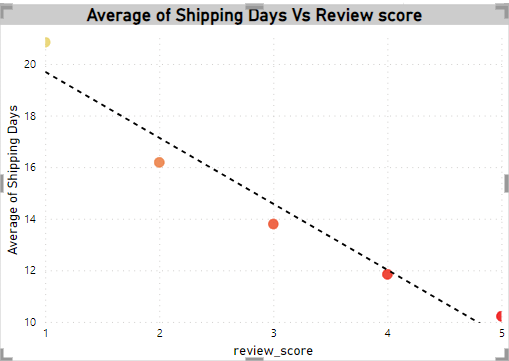 Average of Shipping Days Vs Review score
Average of Shipping Days
20
18
16
14
12
10
1 2 3 4 5
review_score